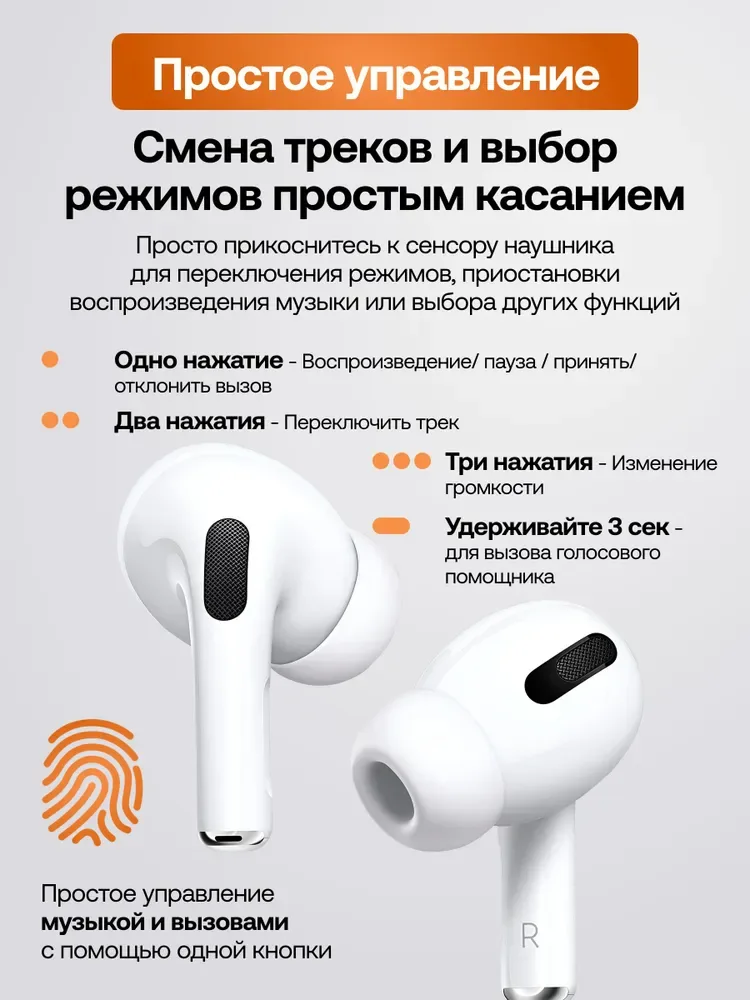 Простое управление
Смена треков и выбор
режимов простым касанием
Просто прикоснитесь к сенсору наушника
для переключения режимов, приостановки
воспроизведения музыки или выбора других функций
Одно нажатие - Воспроизведение/ пауза / принять/
отклонить вызов
Два нажатия - Переключить трек
Три нажатия - Изменение
громкости
Удерживайте 3 сек -
для вызова голосового
помощника
Простое управление
музыкой и вызовами
с помощью одной кнопки
R